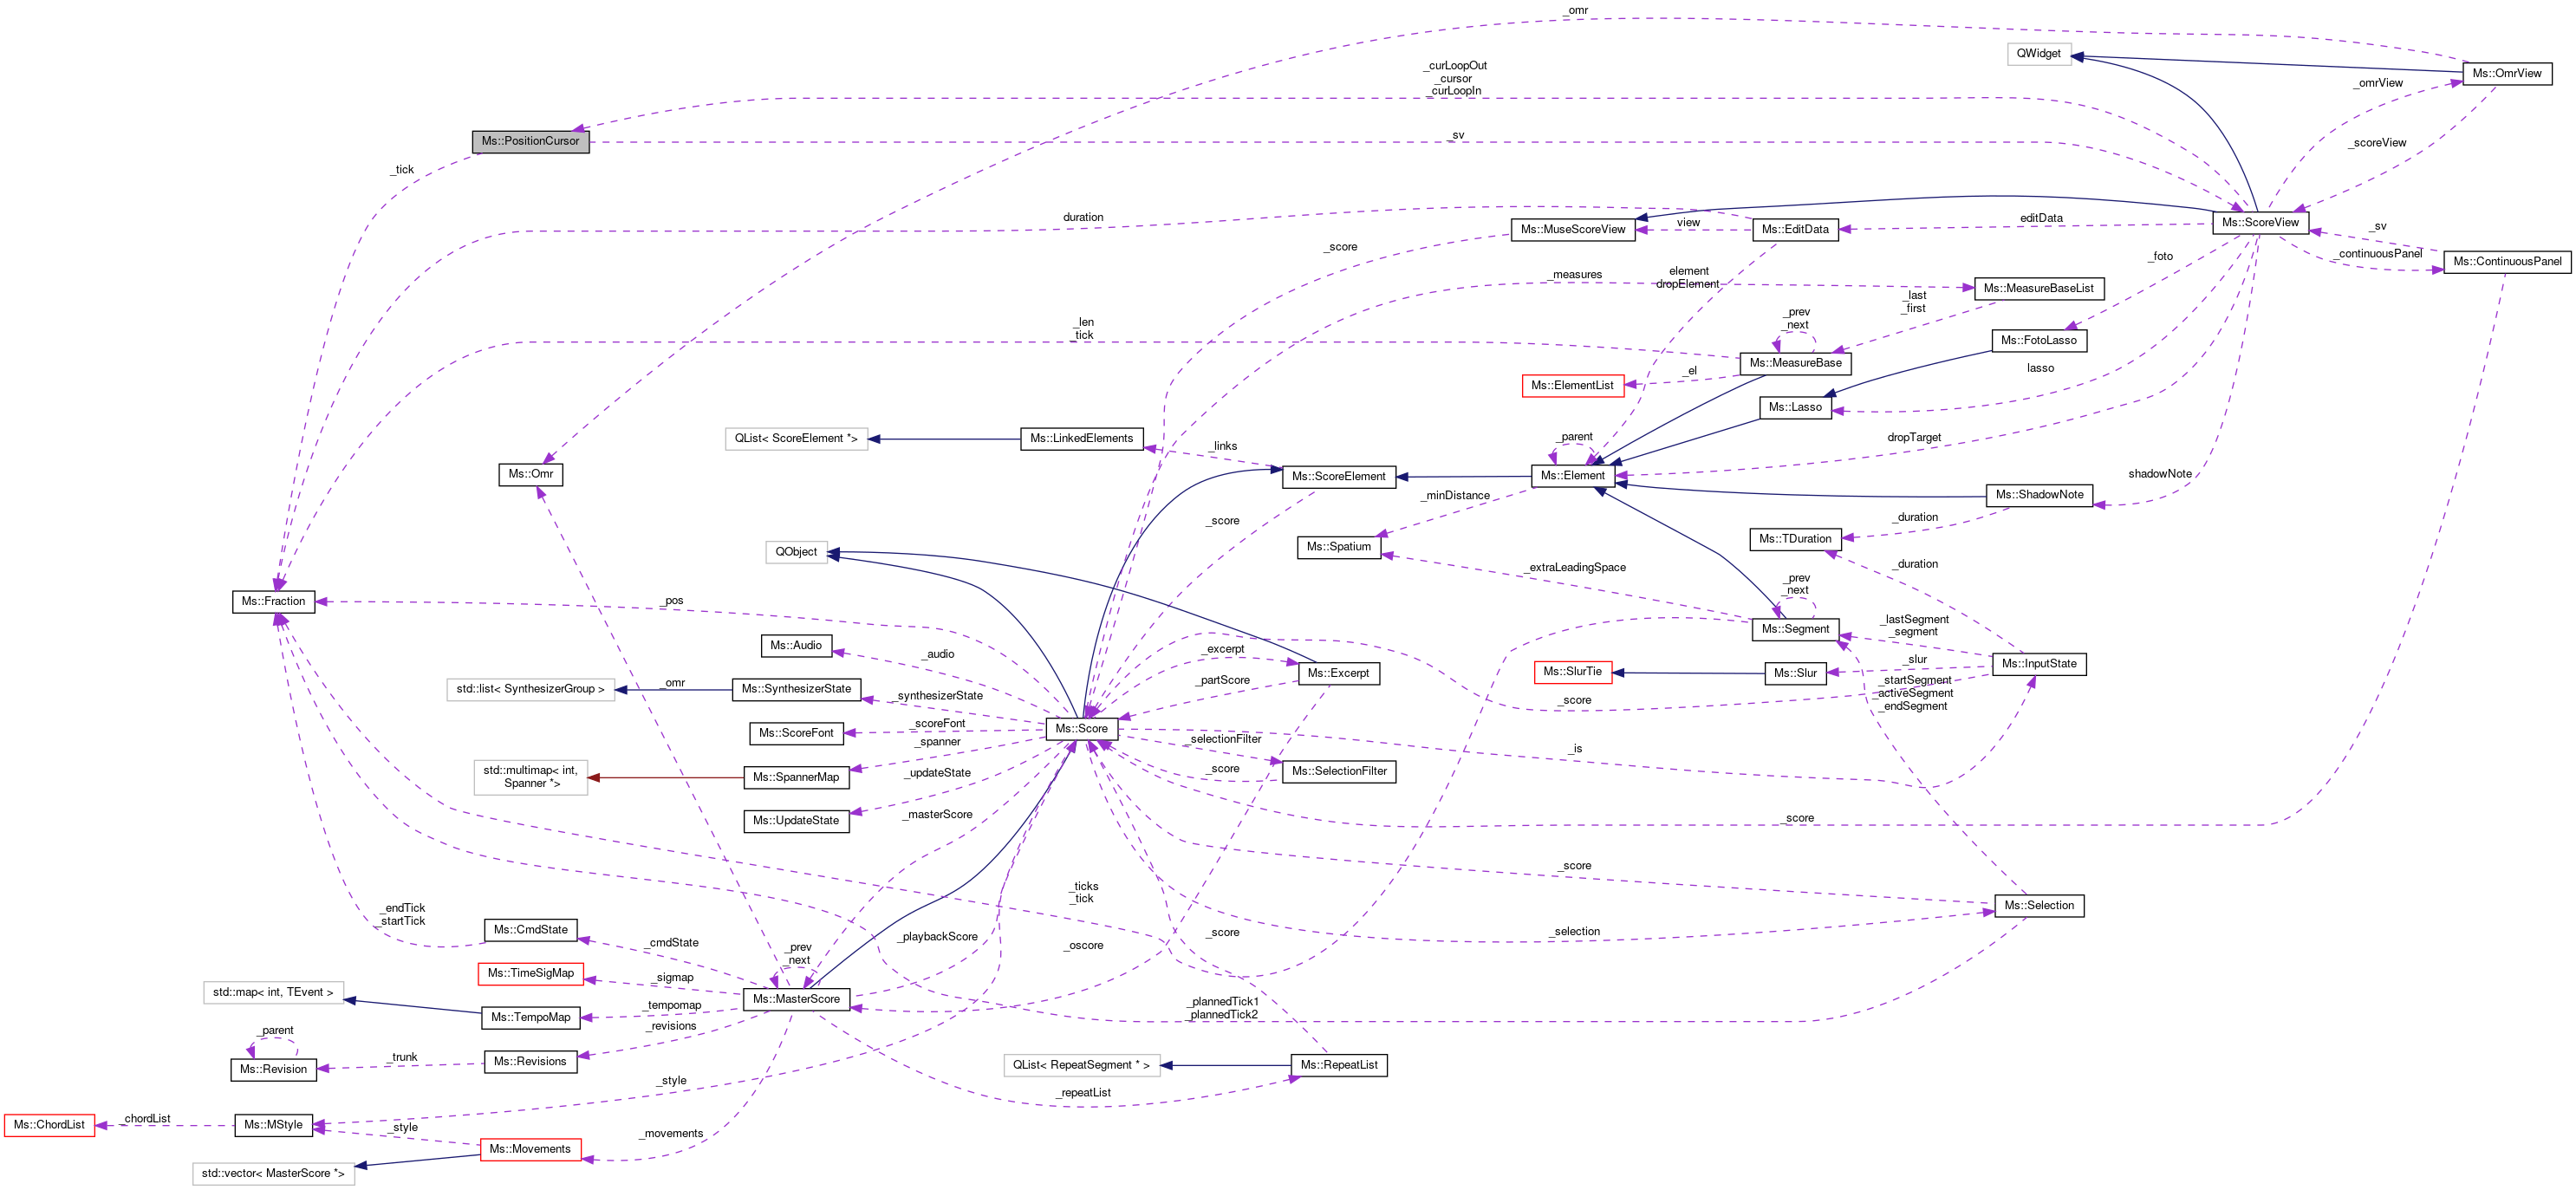 _omr
QWidget
Ms::OmrView
_curLoopOut
_cursor
_curLoopIn
_omrView
Ms::PositionCursor
_sv
_scoreView
_tick
duration
Ms::MuseScoreView
view
Ms::EditData
editData
Ms::ScoreView
_sv
_score
_foto
_continuousPanel
Ms::ContinuousPanel
_measures
element
dropElement
Ms::MeasureBaseList
_last
_first
_len
_tick
_prev
_next
Ms::FotoLasso
Ms::MeasureBase
_el
Ms::ElementList
lasso
Ms::Lasso
QList< ScoreElement *>
Ms::LinkedElements
_links
_parent
dropTarget
Ms::Omr
Ms::ScoreElement
Ms::Element
shadowNote
_minDistance
Ms::ShadowNote
_score
_duration
QObject
Ms::Spatium
Ms::TDuration
_extraLeadingSpace
_duration
_prev
_next
Ms::Fraction
_pos
_lastSegment
_segment
Ms::Segment
Ms::Audio
_audio
_excerpt
_slur
Ms::InputState
Ms::SlurTie
Ms::Slur
Ms::Excerpt
_partScore
_startSegment
_activeSegment
_endSegment
std::list< SynthesizerGroup >
_omr
Ms::SynthesizerState
_synthesizerState
_score
Ms::ScoreFont
_scoreFont
Ms::Score
_selectionFilter
_is
_spanner
std::multimap< int,
Spanner *>
Ms::SpannerMap
_updateState
_score
Ms::SelectionFilter
Ms::UpdateState
_masterScore
_score
_score
_ticks
_tick
_endTick
_startTick
Ms::Selection
Ms::CmdState
_cmdState
_prev
_next
_playbackScore
_oscore
_score
_selection
Ms::TimeSigMap
_sigmap
std::map< int, TEvent >
Ms::MasterScore
_plannedTick1
_plannedTick2
Ms::TempoMap
_tempomap
_revisions
_parent
_trunk
Ms::Revision
Ms::Revisions
QList< RepeatSegment * >
Ms::RepeatList
_style
_repeatList
Ms::ChordList
_chordList
Ms::MStyle
_style
_movements
Ms::Movements
std::vector< MasterScore *>